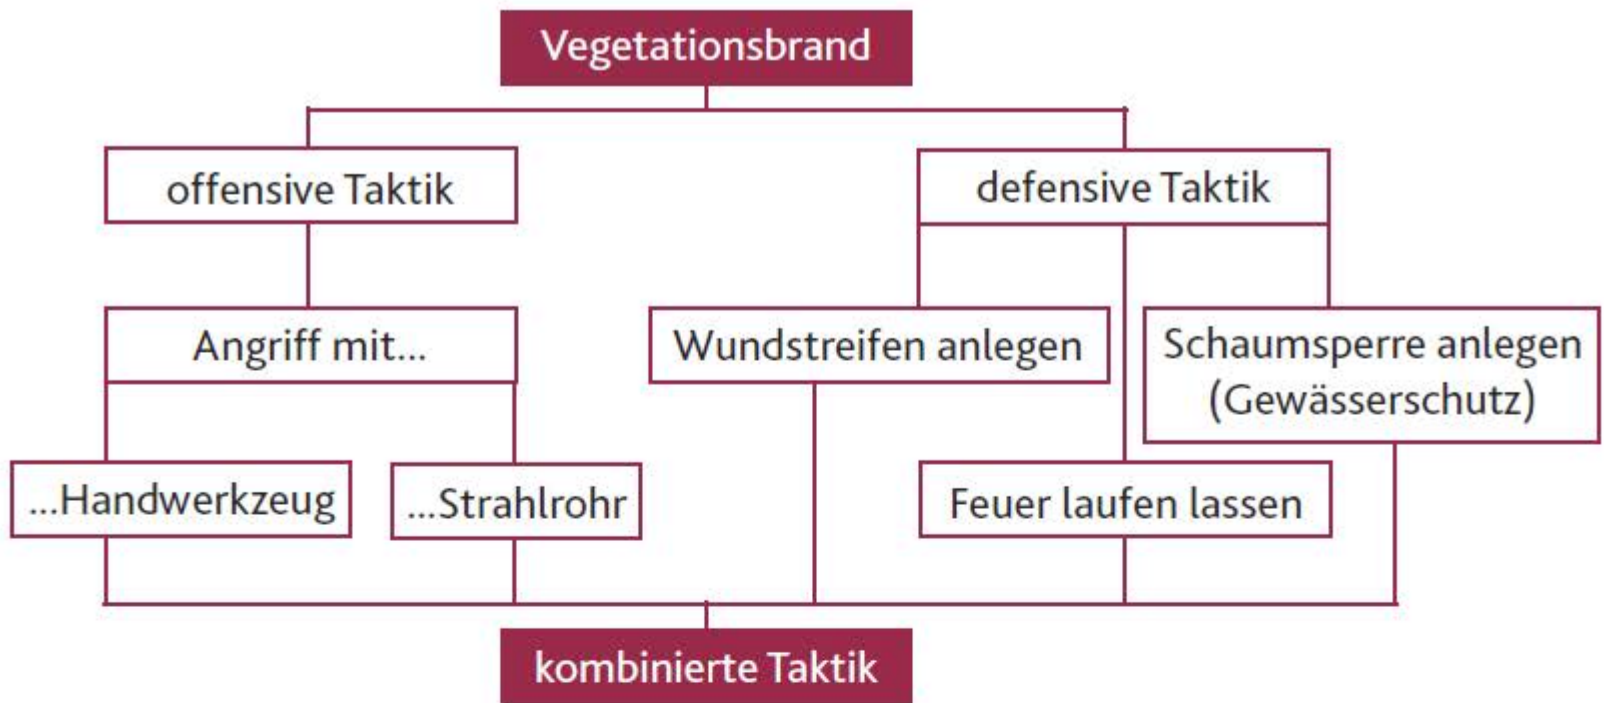 Vegetationsbrand
offensive Taktik
defensive Taktik
Angriff mit...
Wundstreifen anlegen
Schaumsperre anlegen
(Gewässerschutz)
...Handwerkzeug
...Strahlrohr
Feuer laufen lassen
kombinierte Taktik